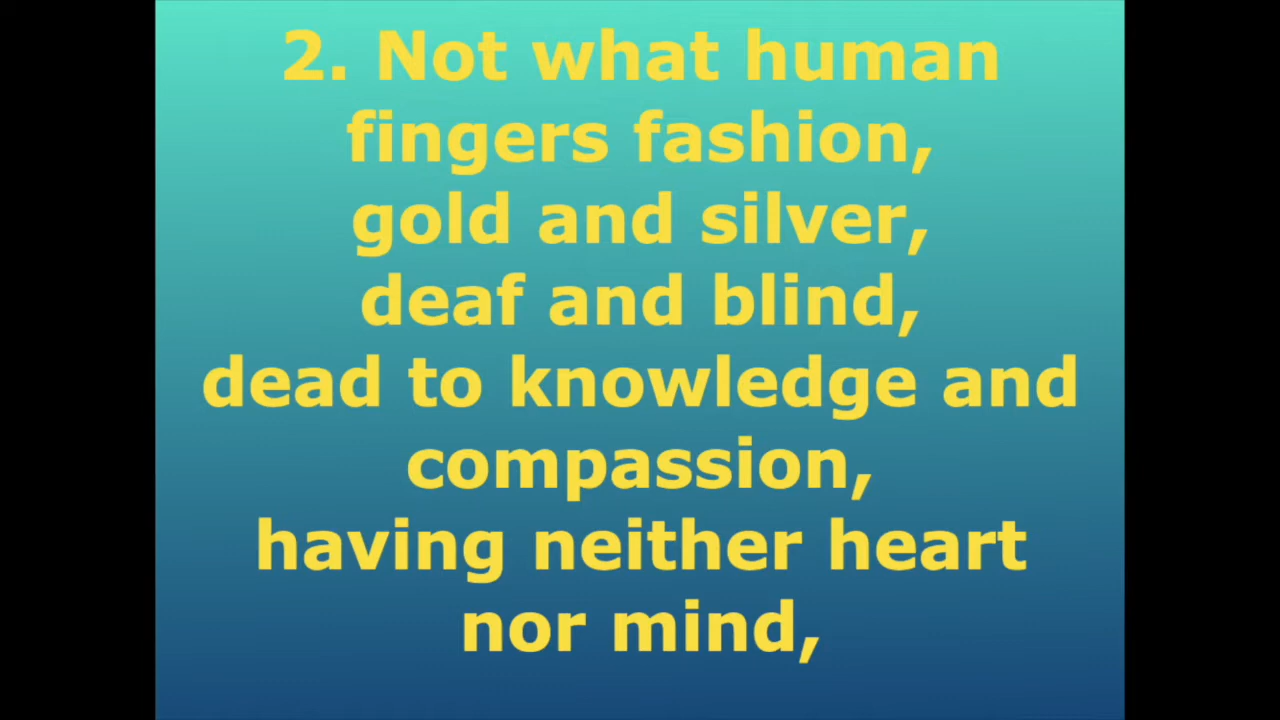 2. Not what human
fingers fashion,
gold and silver,
deaf and blind,
dead to knowledge and
compassion,
having neither heart
nor mind,